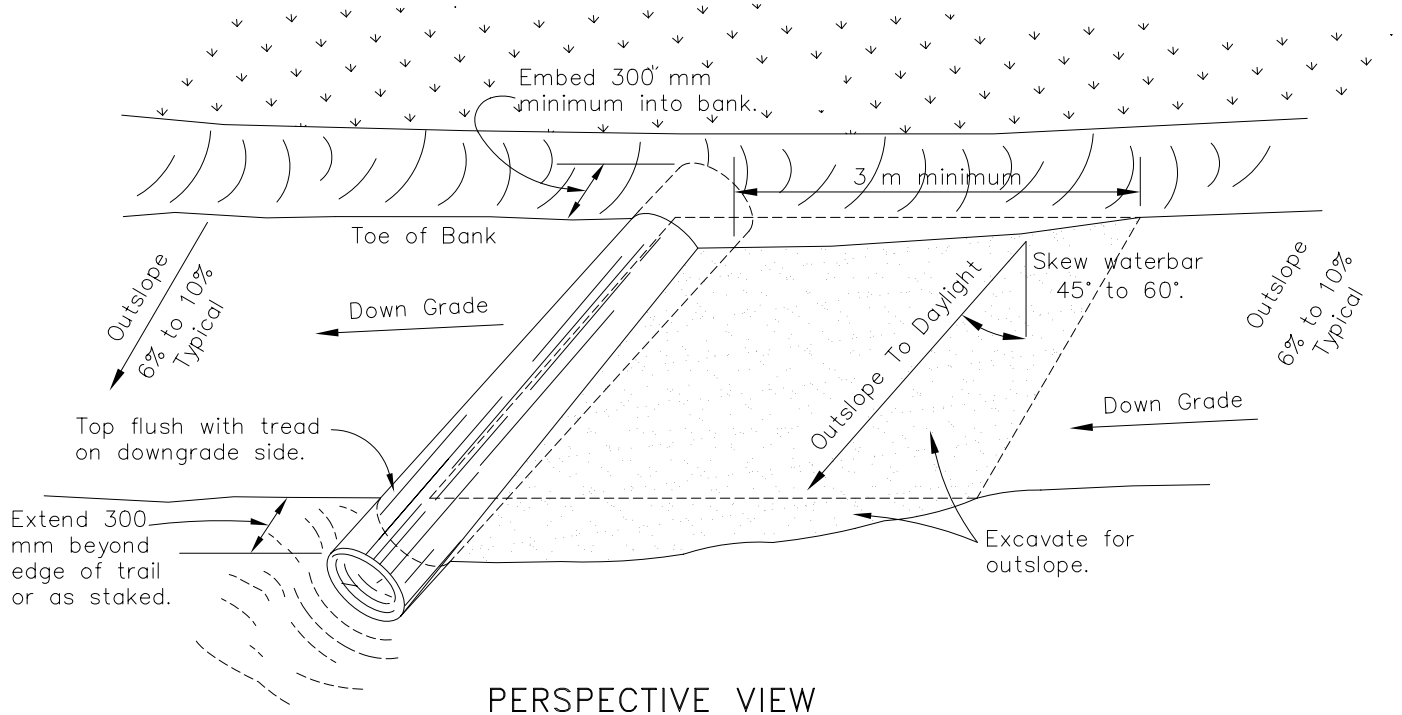 Embed 300 mm
minimum into bank.
3 m minimum
Toe of Bank
Skew waterbar
45° to 60°.
Outslope
6% to 10%
Typical
Down Grade
Outslope To Daylight
Outslope
6% to 10%
Typical
Down Grade
Top flush with tread
on downgrade side.
Extend 300
mm beyond
edge of trail
or as staked.
Excavate for
outslope.
PERSPECTIVE VIEW